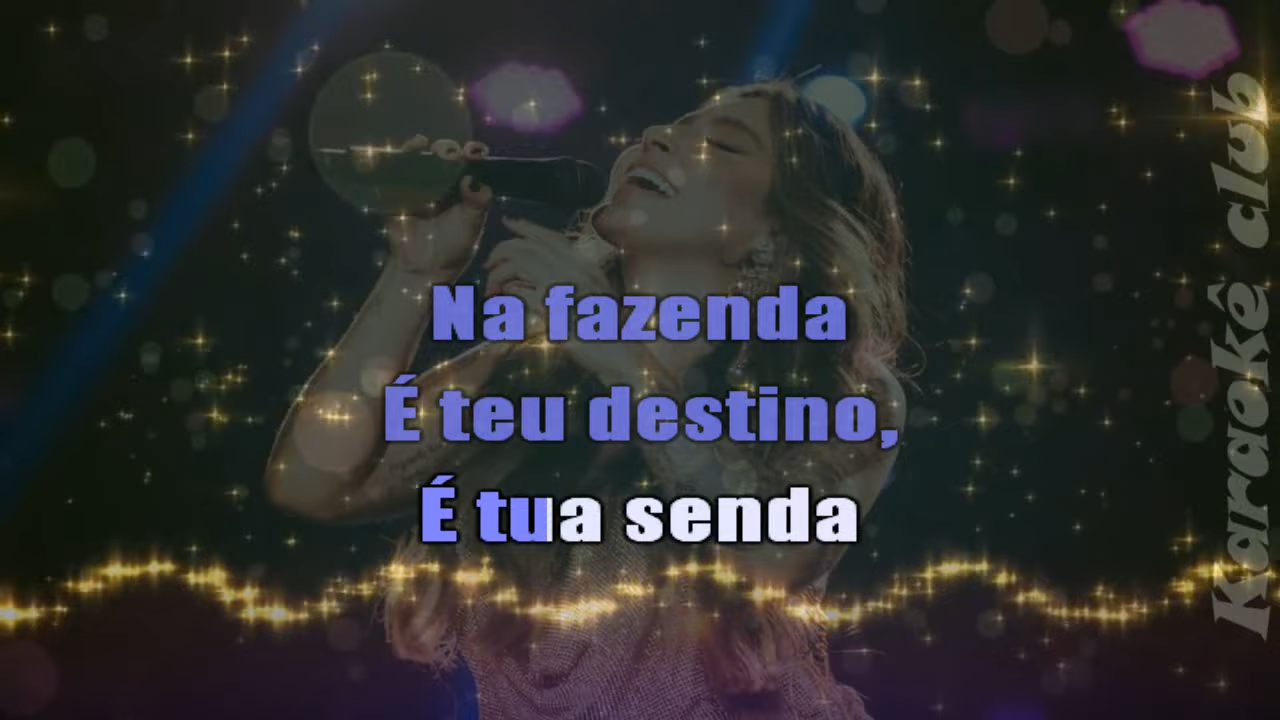 Na fazenda
É teu destino,
É tua senda
Karaokê club